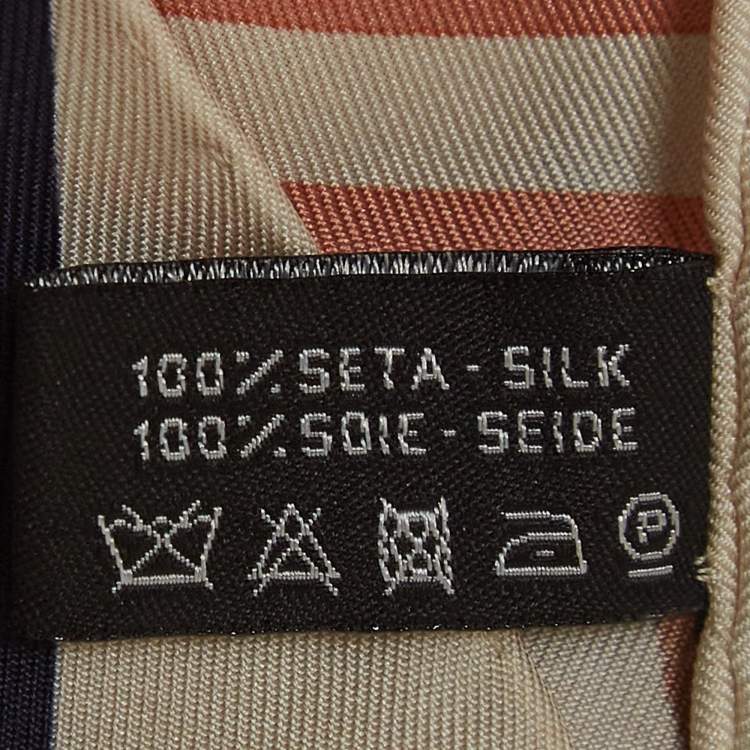 100% SETA - SILK
100% SOIE - SEIDE
P